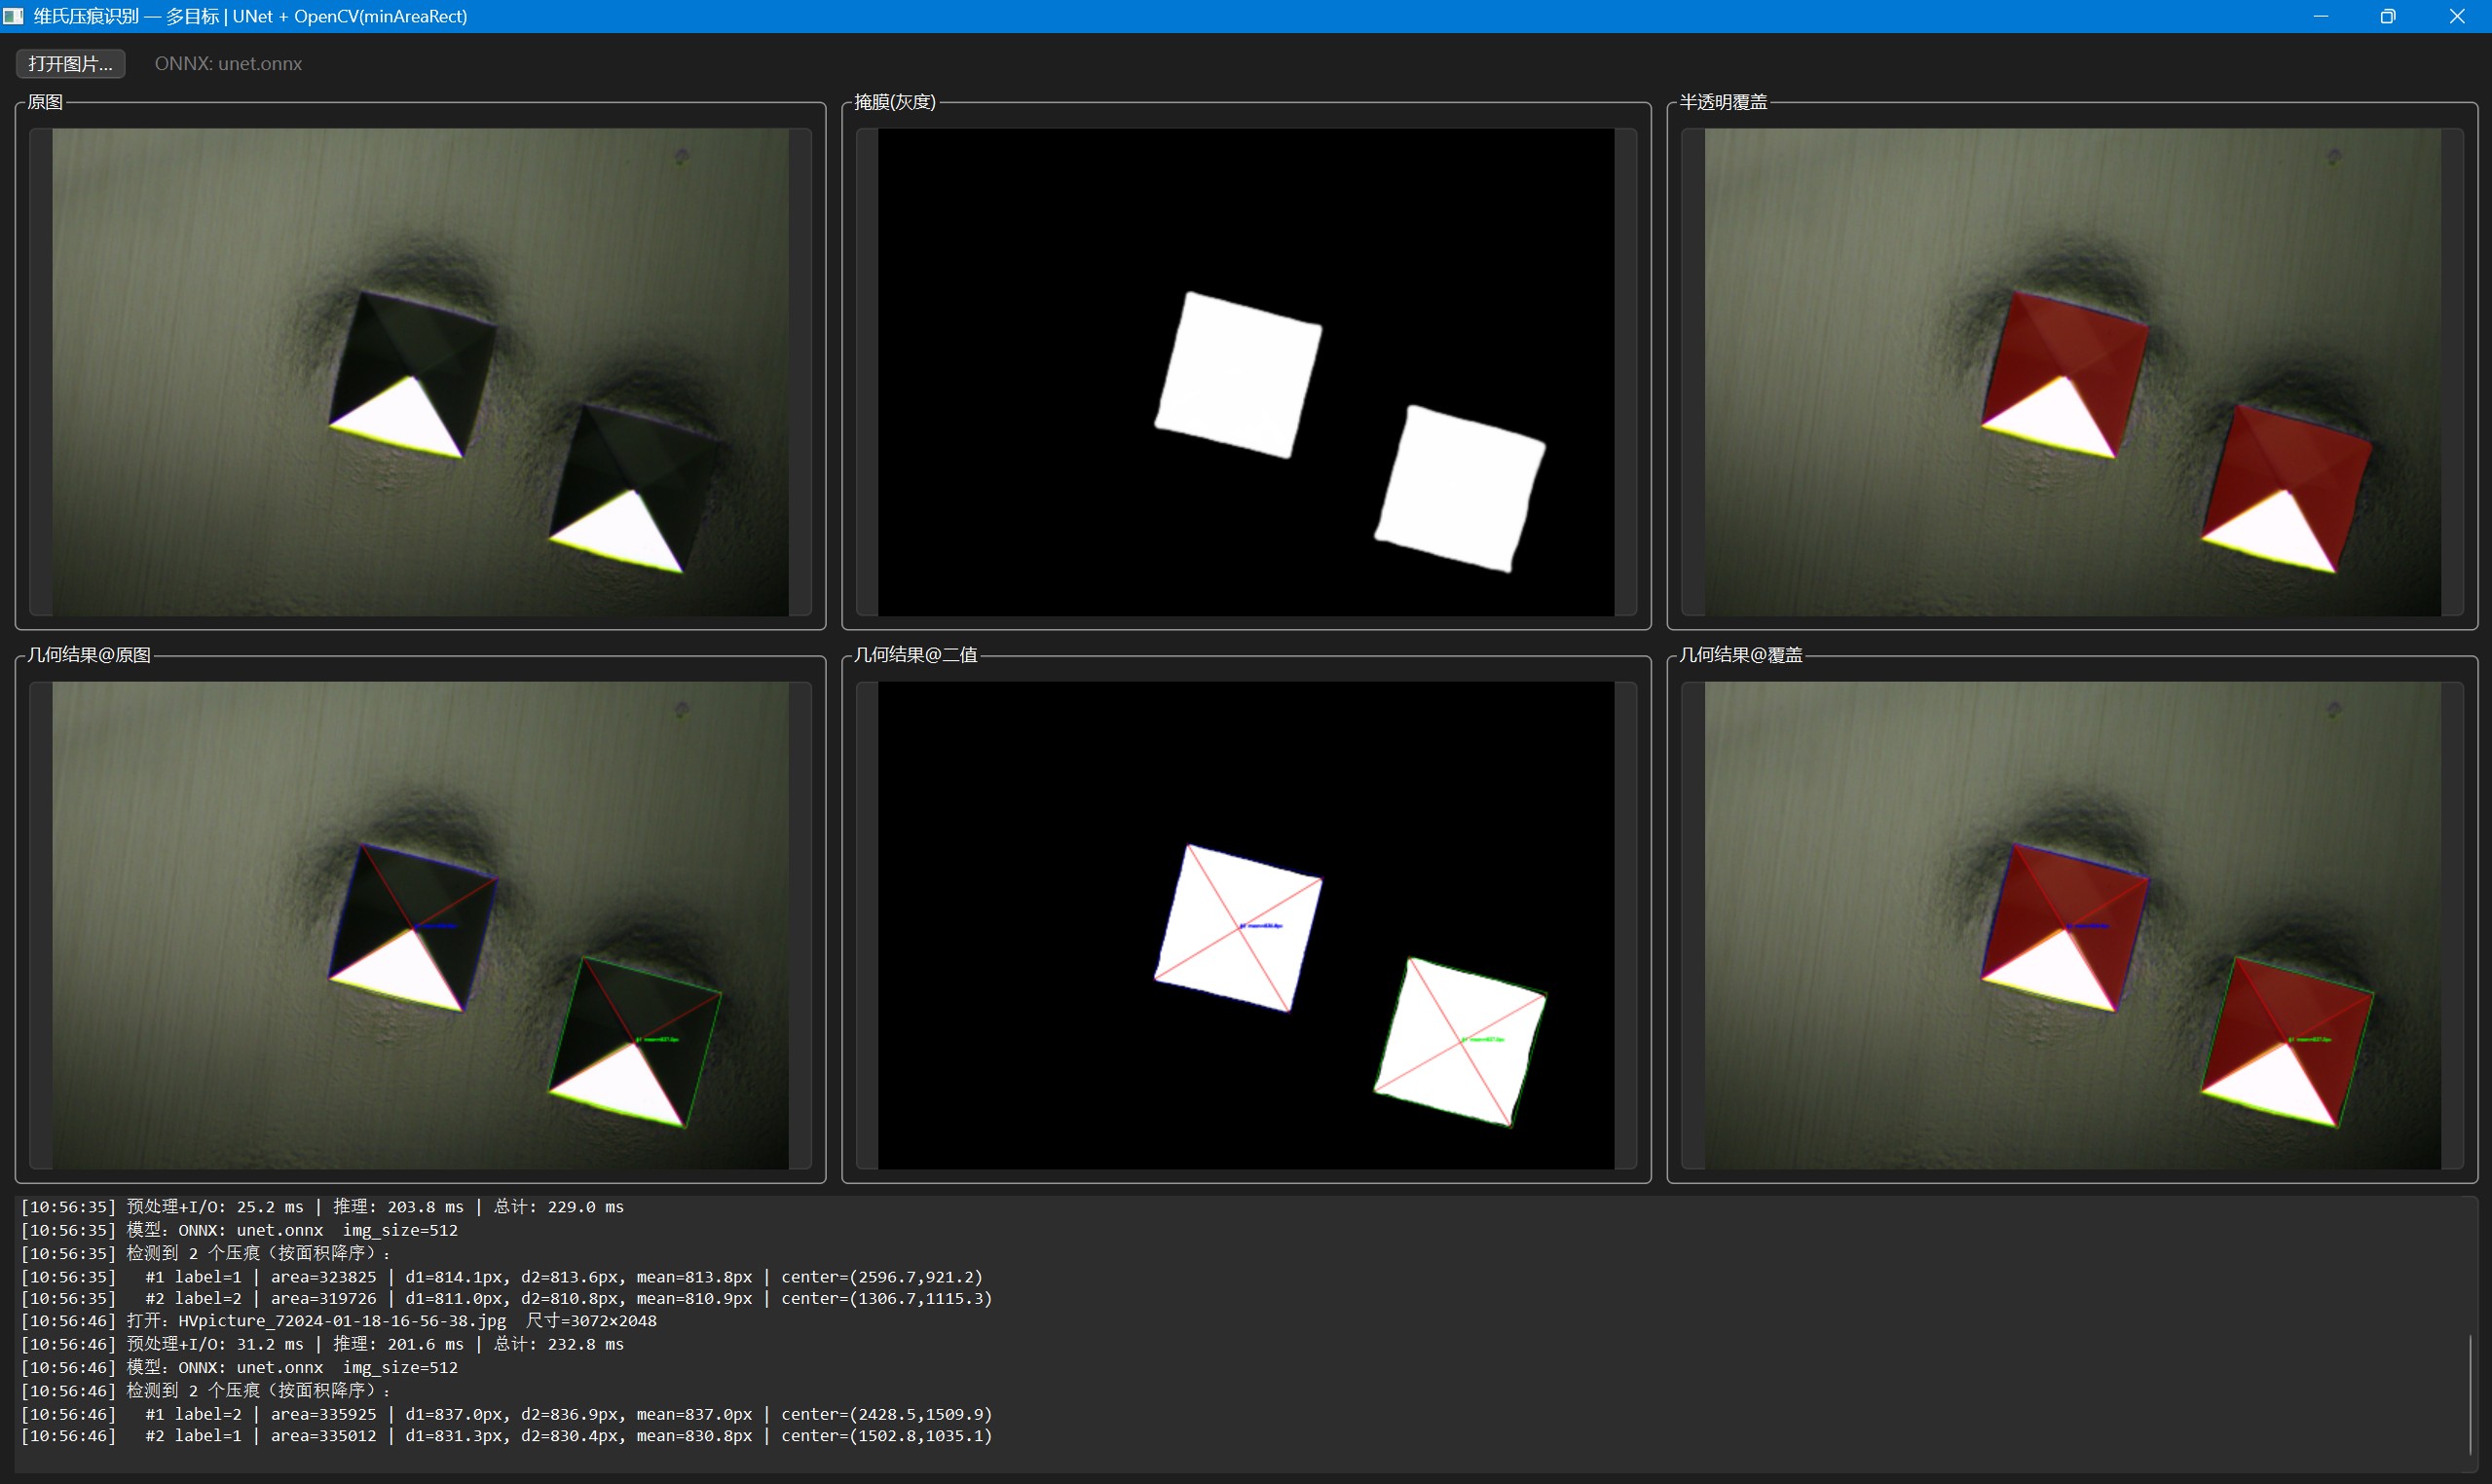 维氏压痕识别 — 多目标 | UNet + OpenCV(minAreaRect)
打开图片... ONNX: unet.onnx
原图
掩膜(灰度)
半透明覆盖
几何结果@原图
几何结果@二值
几何结果@覆盖
[10:56:35] 预处理+I/O: 25.2 ms | 推理: 203.8 ms | 总计: 229.0 ms
[10:56:35] 模型: ONNX: unet.onnx img_size=512
[10:56:35] 检测到 2 个压痕（按面积降序）:
[10:56:35] #1 label=1 | area=323825 | d1=814.1px, d2=813.6px, mean=813.8px | center=(2596.7,921.2)
[10:56:35] #2 label=2 | area=319726 | d1=811.0px, d2=810.8px, mean=810.9px | center=(1306.7,1115.3)
[10:56:46] 打开: HVpicture_72024-01-18-16-56-38.jpg 尺寸=3072×2048
[10:56:46] 预处理+I/O: 31.2 ms | 推理: 201.6 ms | 总计: 232.8 ms
[10:56:46] 模型: ONNX: unet.onnx img_size=512
[10:56:46] 检测到 2 个压痕（按面积降序）:
[10:56:46] #1 label=2 | area=335925 | d1=837.0px, d2=836.9px, mean=837.0px | center=(2428.5,1509.9)
[10:56:46] #2 label=1 | area=335012 | d1=831.3px, d2=830.4px, mean=830.8px | center=(1502.8,1035.1)